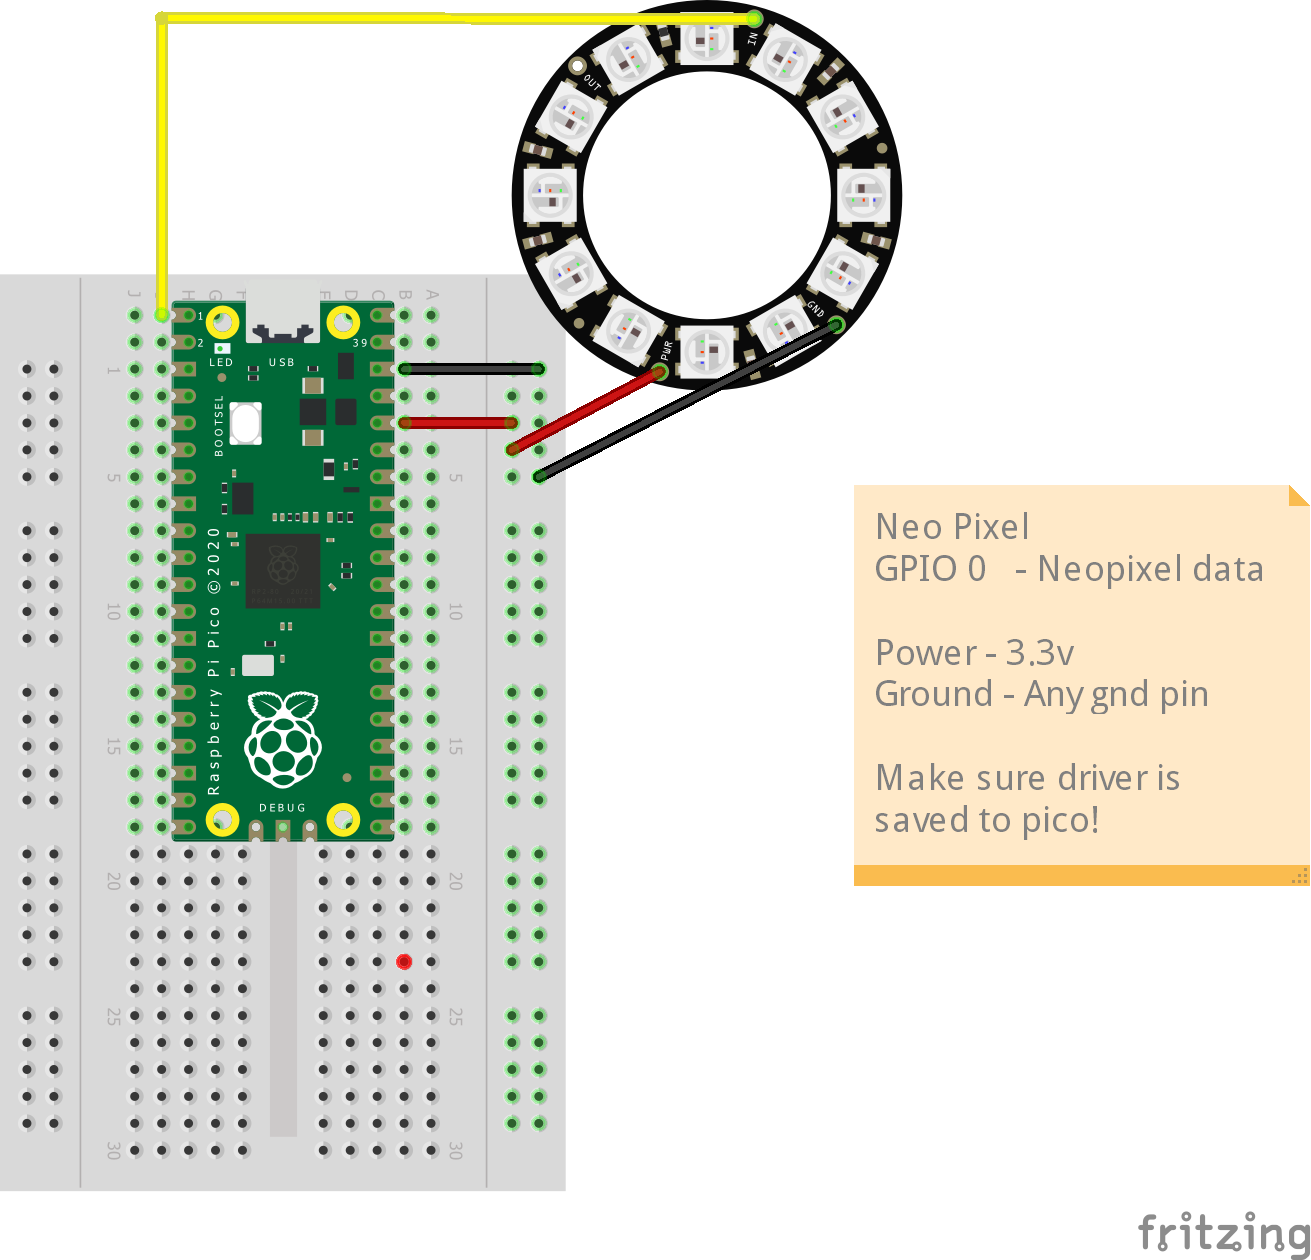 IN
OUT
GND
PWR
J H G F E D C B A
1
2
39
LED
USB
1
BOOTSEL
5
5
Raspberry Pi Pico ©2020
10
10
15
15
DEBUG
20
20
25
25
30
30
Neo Pixel
GPIO 0 - Neopixel data
Power - 3.3v
Ground - Any gnd pin
Make sure driver is
saved to pico!
fritzing